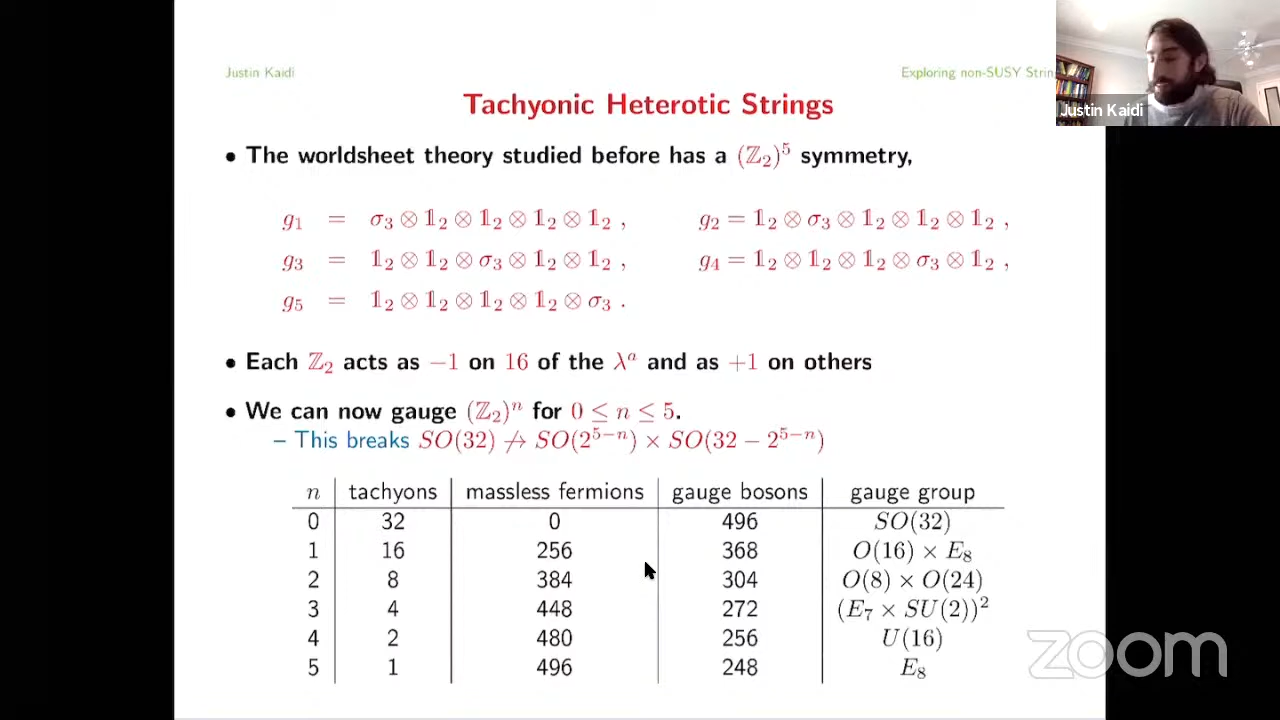 Justin Kaidi
Exploring non-SUSY Strin
Justin Kaidi
Tachyonic Heterotic Strings
• The worldsheet theory studied before has a (ℤ₂)⁵ symmetry,
g₁ = σ₃ ⊗ 𝟙₂ ⊗ 𝟙₂ ⊗ 𝟙₂ ⊗ 𝟙₂ , g₂ = 𝟙₂ ⊗ σ₃ ⊗ 𝟙₂ ⊗ 𝟙₂ ⊗ 𝟙₂ ,
g₃ = 𝟙₂ ⊗ 𝟙₂ ⊗ σ₃ ⊗ 𝟙₂ ⊗ 𝟙₂ , g₄ = 𝟙₂ ⊗ 𝟙₂ ⊗ 𝟙₂ ⊗ σ₃ ⊗ 𝟙₂ ,
g₅ = 𝟙₂ ⊗ 𝟙₂ ⊗ 𝟙₂ ⊗ 𝟙₂ ⊗ σ₃ .
• Each ℤ₂ acts as −1 on 16 of the λᵃ and as +1 on others
• We can now gauge (ℤ₂)ⁿ for 0 ≤ n ≤ 5.
– This breaks SO(32) ↛ SO(2⁵⁻ⁿ) × SO(32 − 2⁵⁻ⁿ)
n tachyons massless fermions gauge bosons gauge group
0 32 0 496 SO(32)
1 16 256 368 O(16) × E₈
2 8 384 304 O(8) × O(24)
3 4 448 272 (E₇ × SU(2))²
4 2 480 256 U(16)
5 1 496 248 E₈
zoom